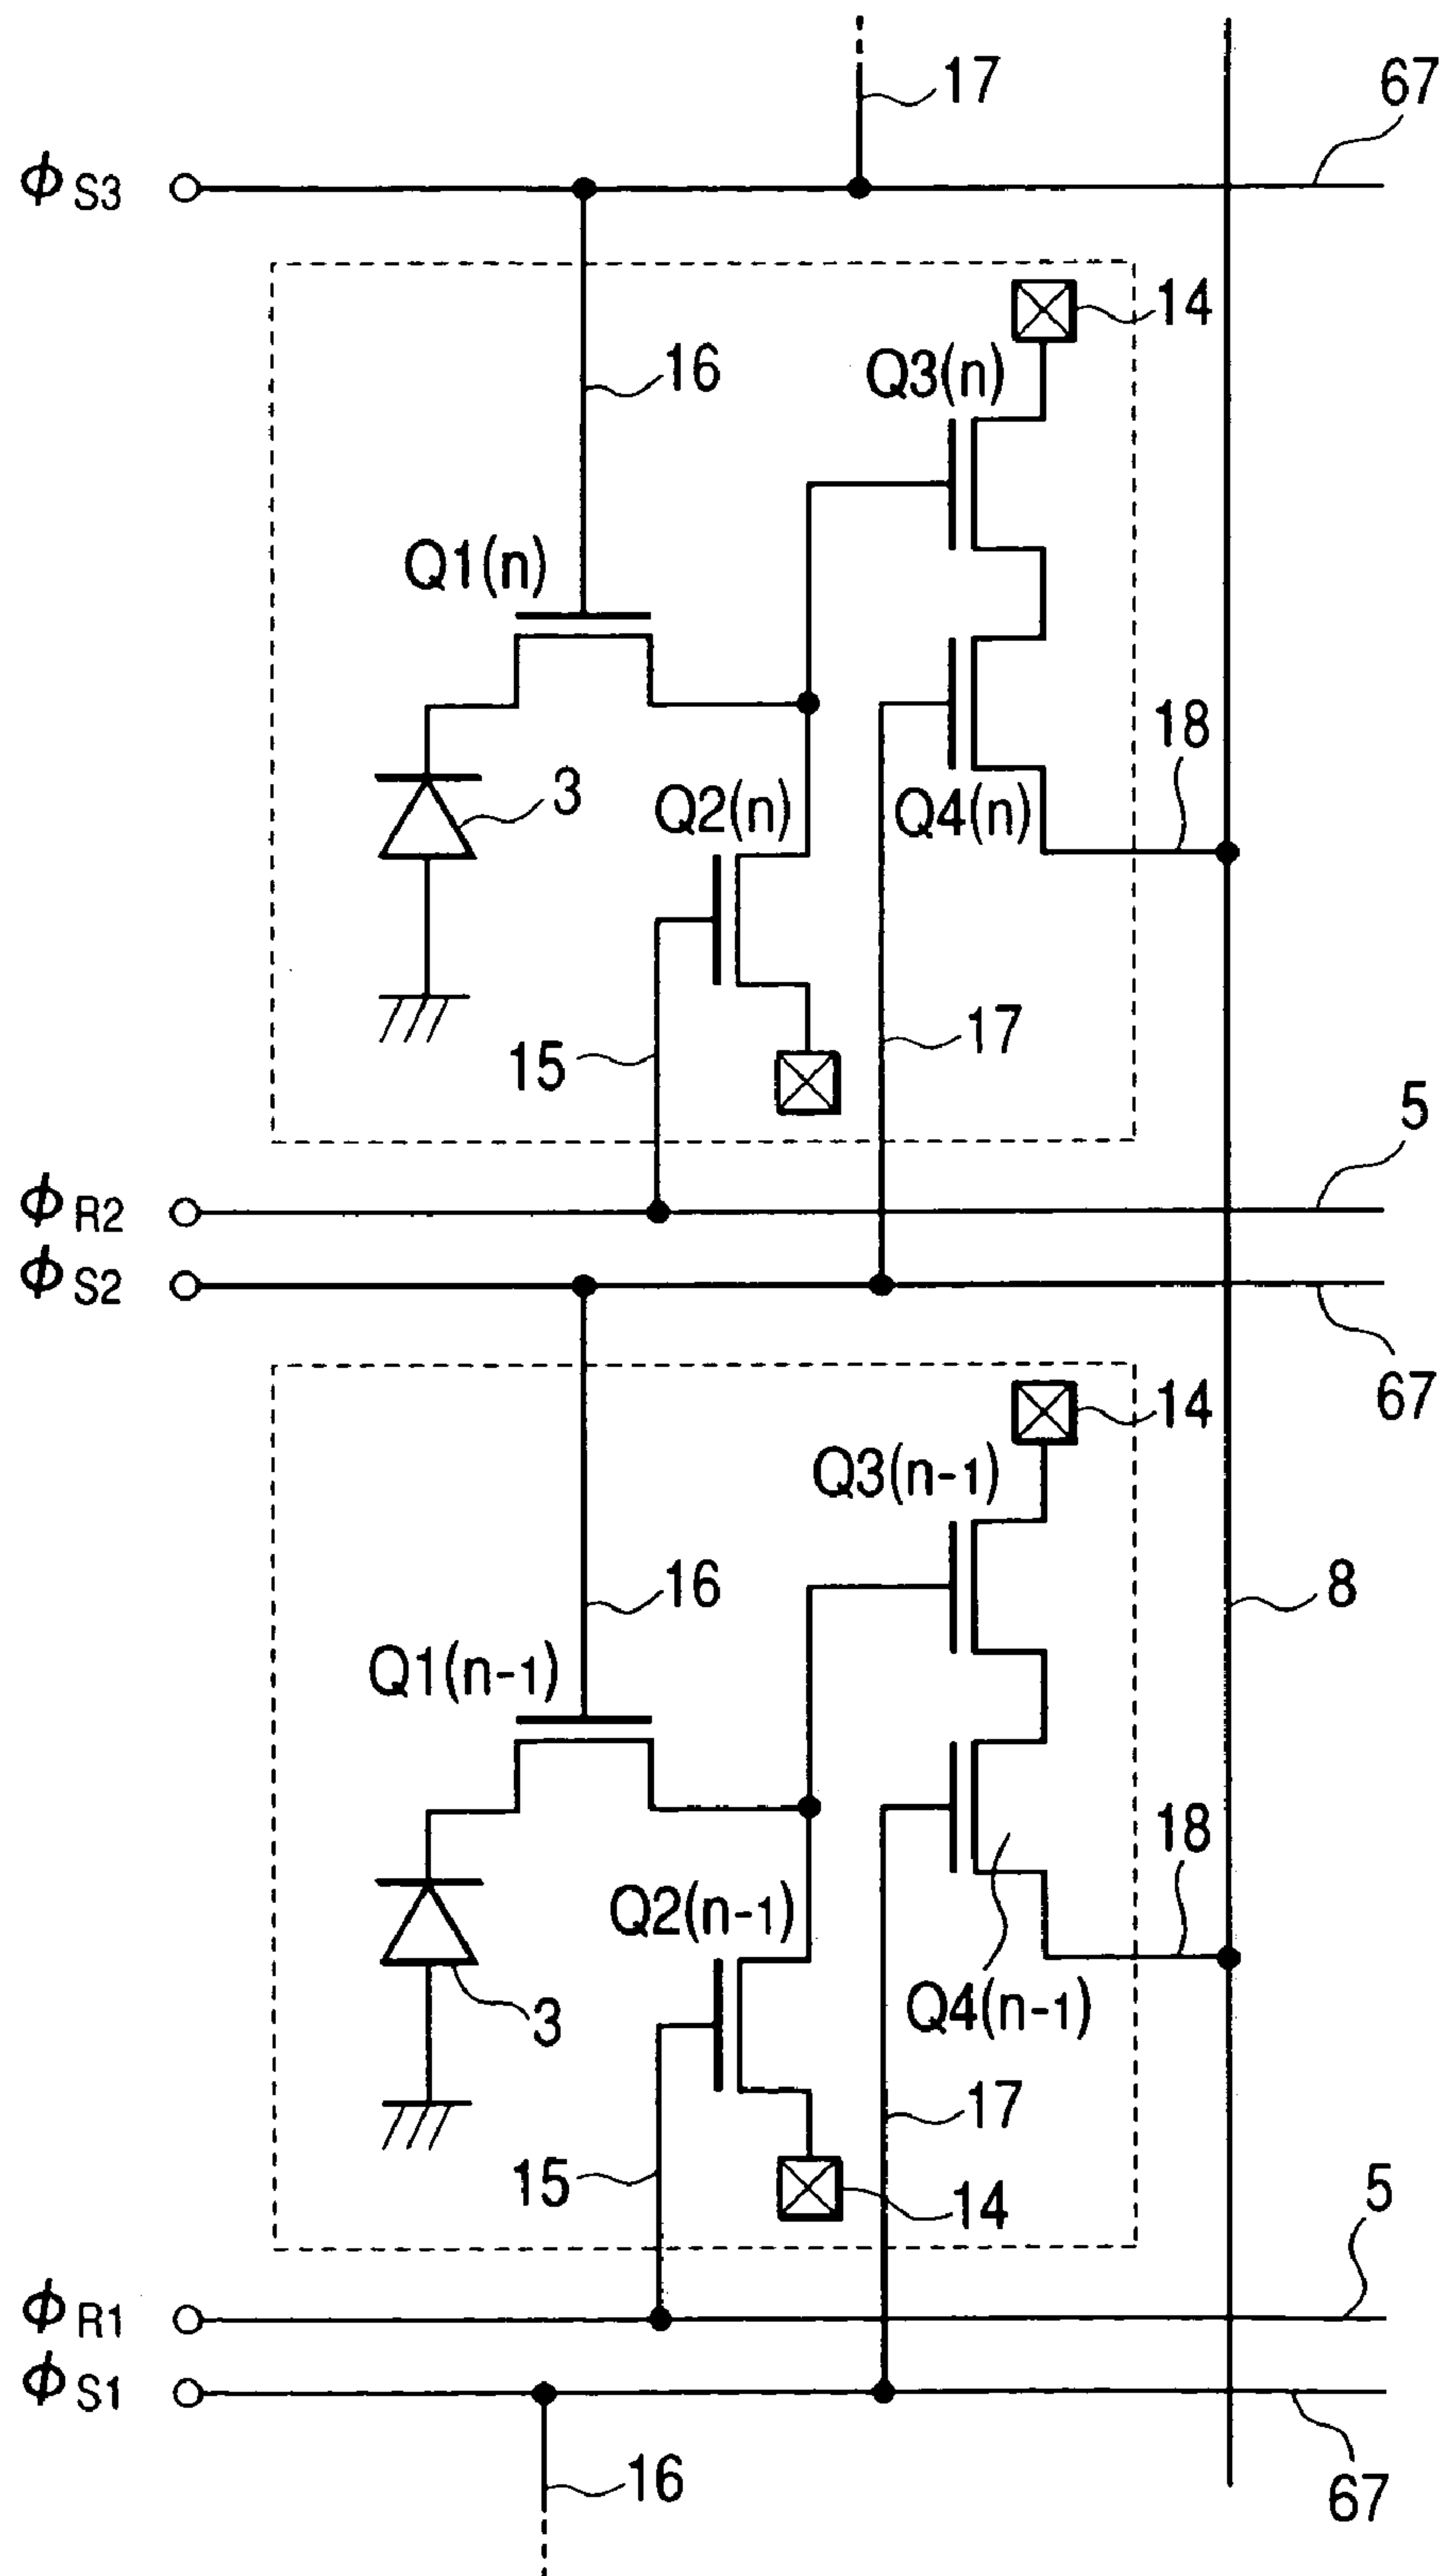 17
67
ϕS3
14
Q3(n)
16
Q1(n)
18
3
Q2(n)
Q4(n)
17
15
5
ϕR2
ϕS2
67
14
Q3(n-1)
16
8
Q1(n-1)
18
Q2(n-1)
Q4(n-1)
3
17
15
14
5
ϕR1
ϕS1
16
67